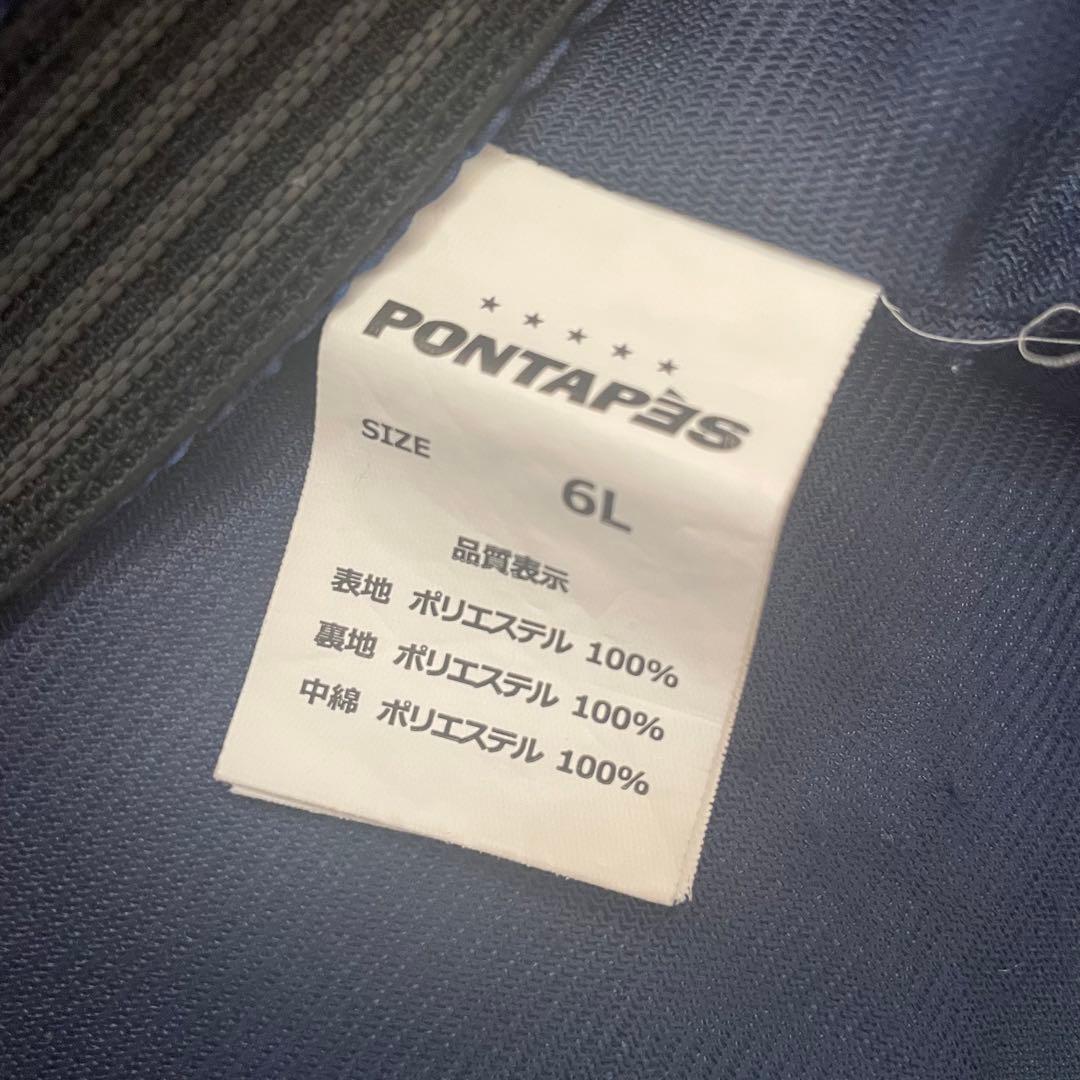 PONTAPÈS
SIZE
6L
品質表示
表地 ポリエステル 100%
裏地 ポリエステル 100%
中綿 ポリエステル 100%